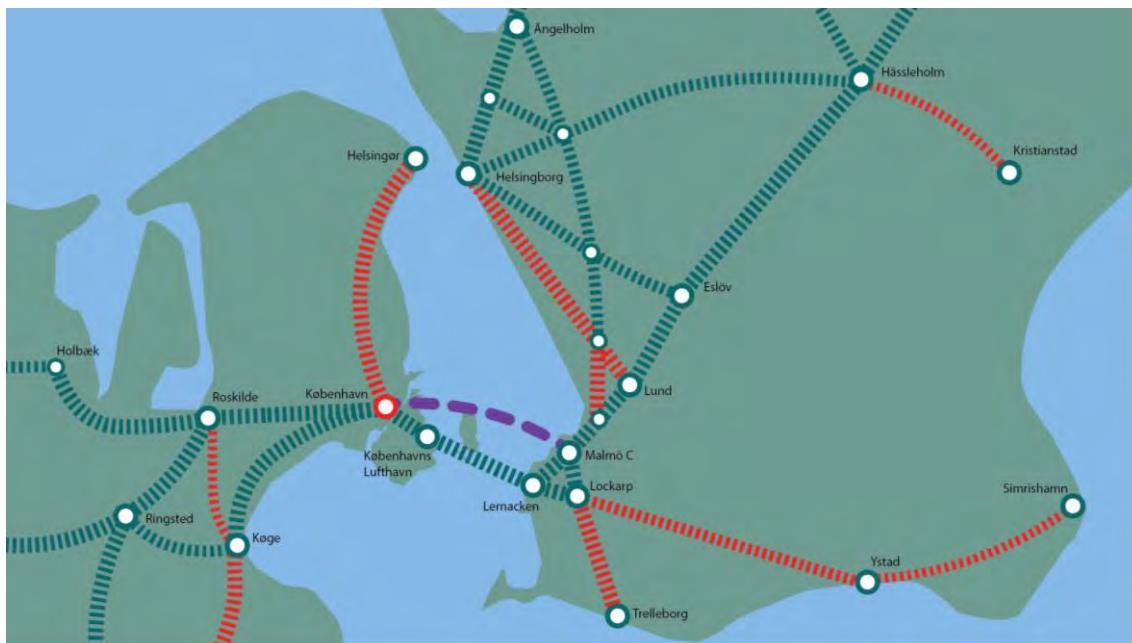 Ängelholm
Hässleholm
Helsingør
Helsingborg
Kristianstad
Eslöv
Holbæk
Roskilde
København
Lund
Københavns
Lufthavn
Malmö C
Lernacken
Lockarp
Simrishamn
Ringsted
Køge
Ystad
Trelleborg